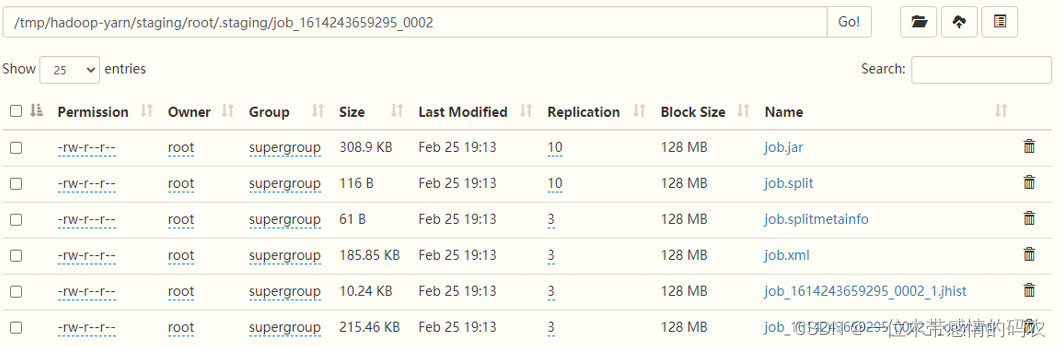 /tmp/hadoop-yarn/staging/root/.staging/job_1614243659295_0002 Go!
Show 25 entries Search:
Permission Owner Group Size Last Modified Replication Block Size Name
-rw-r--r-- root supergroup 308.9 KB Feb 25 19:13 10 128 MB job.jar
-rw-r--r-- root supergroup 116 B Feb 25 19:13 10 128 MB job.split
-rw-r--r-- root supergroup 61 B Feb 25 19:13 3 128 MB job.splitmetainfo
-rw-r--r-- root supergroup 185.85 KB Feb 25 19:13 3 128 MB job.xml
-rw-r--r-- root supergroup 10.24 KB Feb 25 19:13 3 128 MB job_1614243659295_0002_1.jhist
-rw-r--r-- root supergroup 215.46 KB Feb 25 19:13 3 128 MB
CSDN @一位木带感情的码农